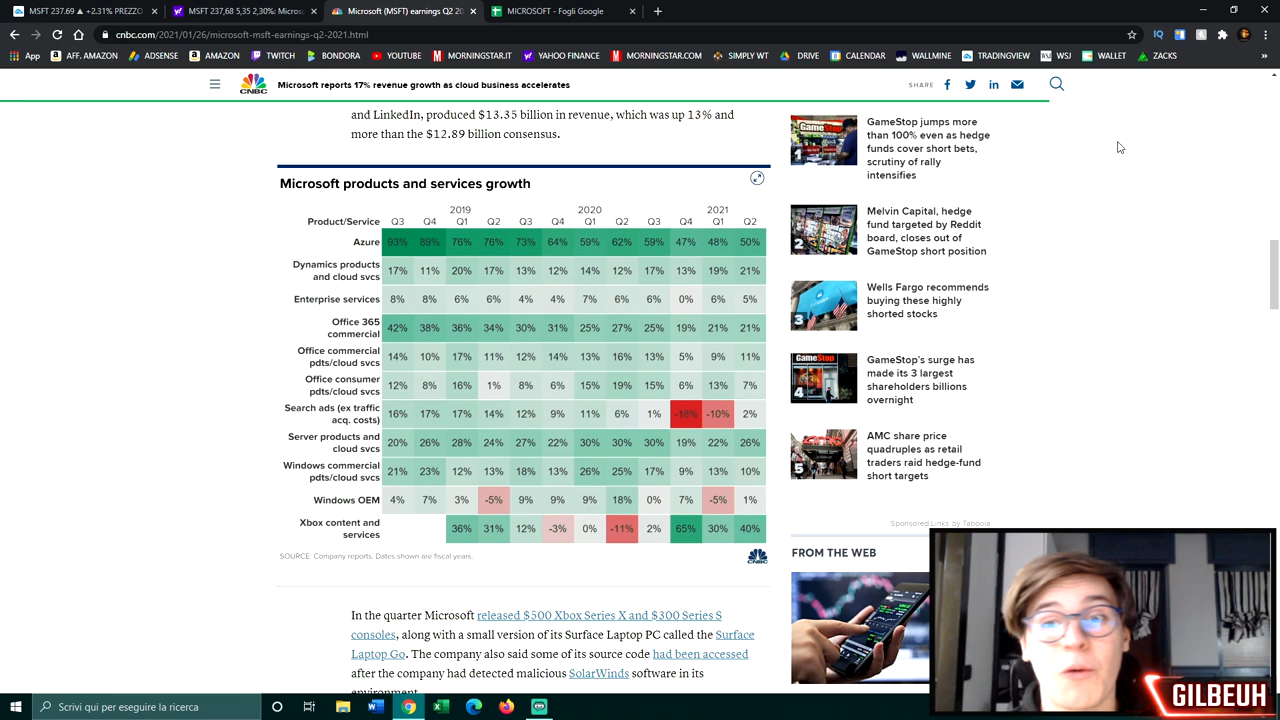 MSFT 237.69 ▲ +2.31% PREZZO
MSFT 237,68 5,35 2,30%: Microso
Microsoft (MSFT) earnings Q2 20
MICROSOFT - Fogli Google
cnbc.com/2021/01/26/microsoft-msft-earnings-q2-2021.html
App AFF. AMAZON ADSENSE AMAZON TWITCH BONDORA YOUTUBE MORNINGSTAR.IT YAHOO FINANCE MORNINGSTAR.COM SIMPLY WT DRIVE CALENDAR WALLMINE TRADINGVIEW WSJ WALLET ZACKS
CNBC
Microsoft reports 17% revenue growth as cloud business accelerates
SHARE
and LinkedIn, produced $13.35 billion in revenue, which was up 13% and
more than the $12.89 billion consensus.
Microsoft products and services growth
2019 2020 2021
Product/Service Q3 Q4 Q1 Q2 Q3 Q4 Q1 Q2 Q3 Q4 Q1 Q2
Azure 93% 89% 76% 76% 73% 64% 59% 62% 59% 47% 48% 50%
Dynamics products
and cloud svcs 17% 11% 20% 17% 13% 12% 14% 12% 17% 13% 19% 21%
Enterprise services 8% 8% 6% 6% 4% 4% 7% 6% 6% 0% 6% 5%
Office 365
commercial 42% 38% 36% 34% 30% 31% 25% 27% 25% 19% 21% 21%
Office commercial
pdts/cloud svcs 14% 10% 17% 11% 12% 14% 13% 16% 13% 5% 9% 11%
Office consumer
pdts/cloud svcs 12% 8% 16% 1% 8% 6% 15% 19% 15% 6% 13% 7%
Search ads (ex traffic
acq. costs) 16% 17% 17% 14% 12% 9% 11% 6% 1% -18% -10% 2%
Server products and
cloud svcs 20% 26% 28% 24% 27% 22% 30% 30% 30% 19% 22% 26%
Windows commercial
pdts/cloud svcs 21% 23% 12% 13% 18% 13% 26% 25% 17% 9% 13% 10%
Windows OEM 4% 7% 3% -5% 9% 9% 9% 18% 0% 7% -5% 1%
Xbox content and
services 36% 31% 12% -3% 0% -11% 2% 65% 30% 40%
SOURCE: Company reports. Dates shown are fiscal years.
In the quarter Microsoft released $500 Xbox Series X and $300 Series S
consoles, along with a small version of its Surface Laptop PC called the Surface
Laptop Go. The company also said some of its source code had been accessed
after the company had detected malicious SolarWinds software in its
environment.
1
GameStop jumps more
than 100% even as hedge
funds cover short bets,
scrutiny of rally
intensifies
2
Melvin Capital, hedge
fund targeted by Reddit
board, closes out of
GameStop short position
3
Wells Fargo recommends
buying these highly
shorted stocks
GameStop
4
GameStop's surge has
made its 3 largest
shareholders billions
overnight
5
AMC share price
quadruples as retail
traders raid hedge-fund
short targets
Sponsored Links by Taboola
FROM THE WEB
GILBEUH
Scrivi qui per eseguire la ricerca